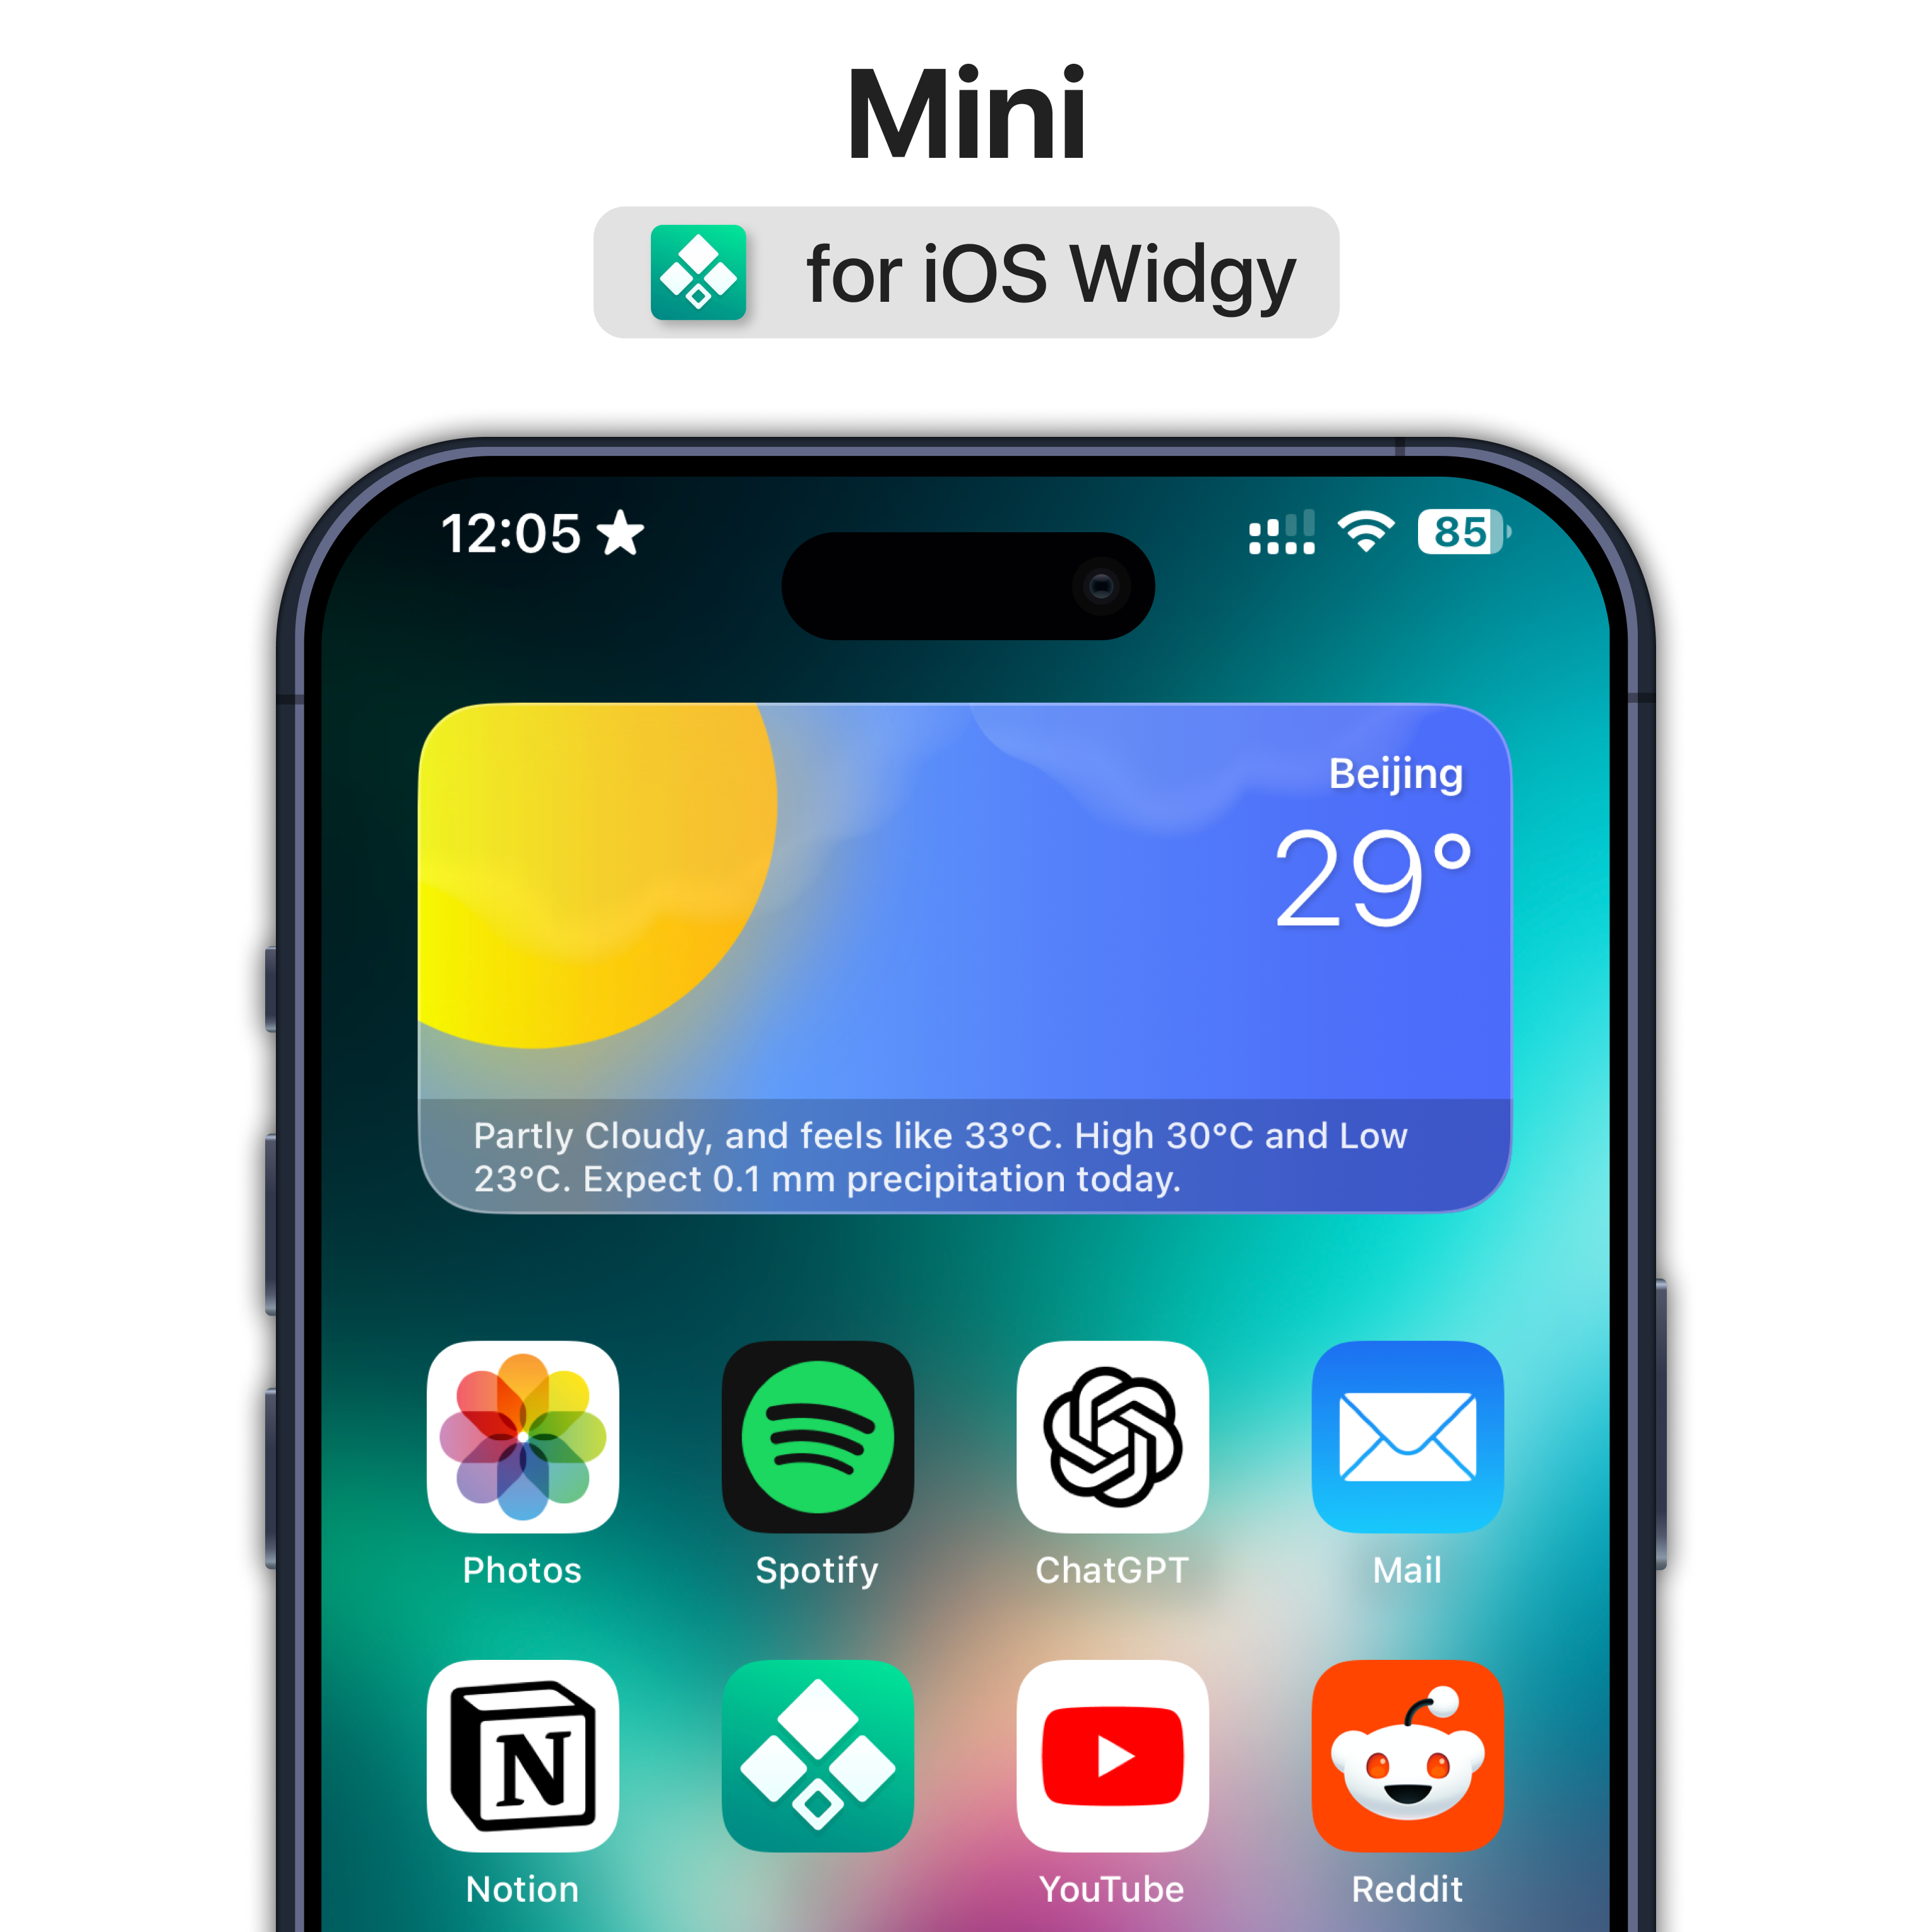 Mini
for iOS Widgy
12:05
85
Beijing
29°
Partly Cloudy, and feels like 33°C. High 30°C and Low
23°C. Expect 0.1 mm precipitation today.
Photos
Spotify
ChatGPT
Mail
N
Notion
YouTube
Reddit